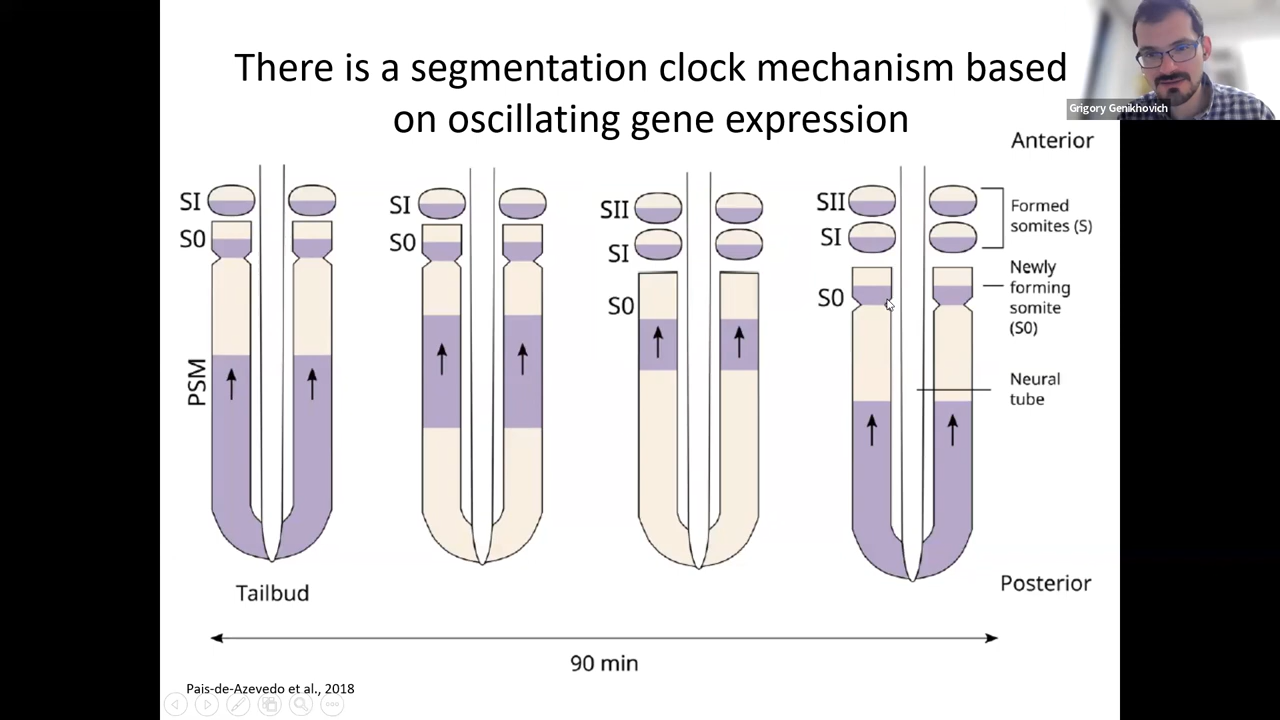 There is a segmentation clock mechanism based
on oscillating gene expression
Grigory Genikhovich
Anterior
SI
S0
PSM
Tailbud
SI
S0
SII
SI
S0
SII
SI
S0
Formed
somites (S)
Newly
forming
somite
(S0)
Neural
tube
Posterior
90 min
Pais-de-Azevedo et al., 2018